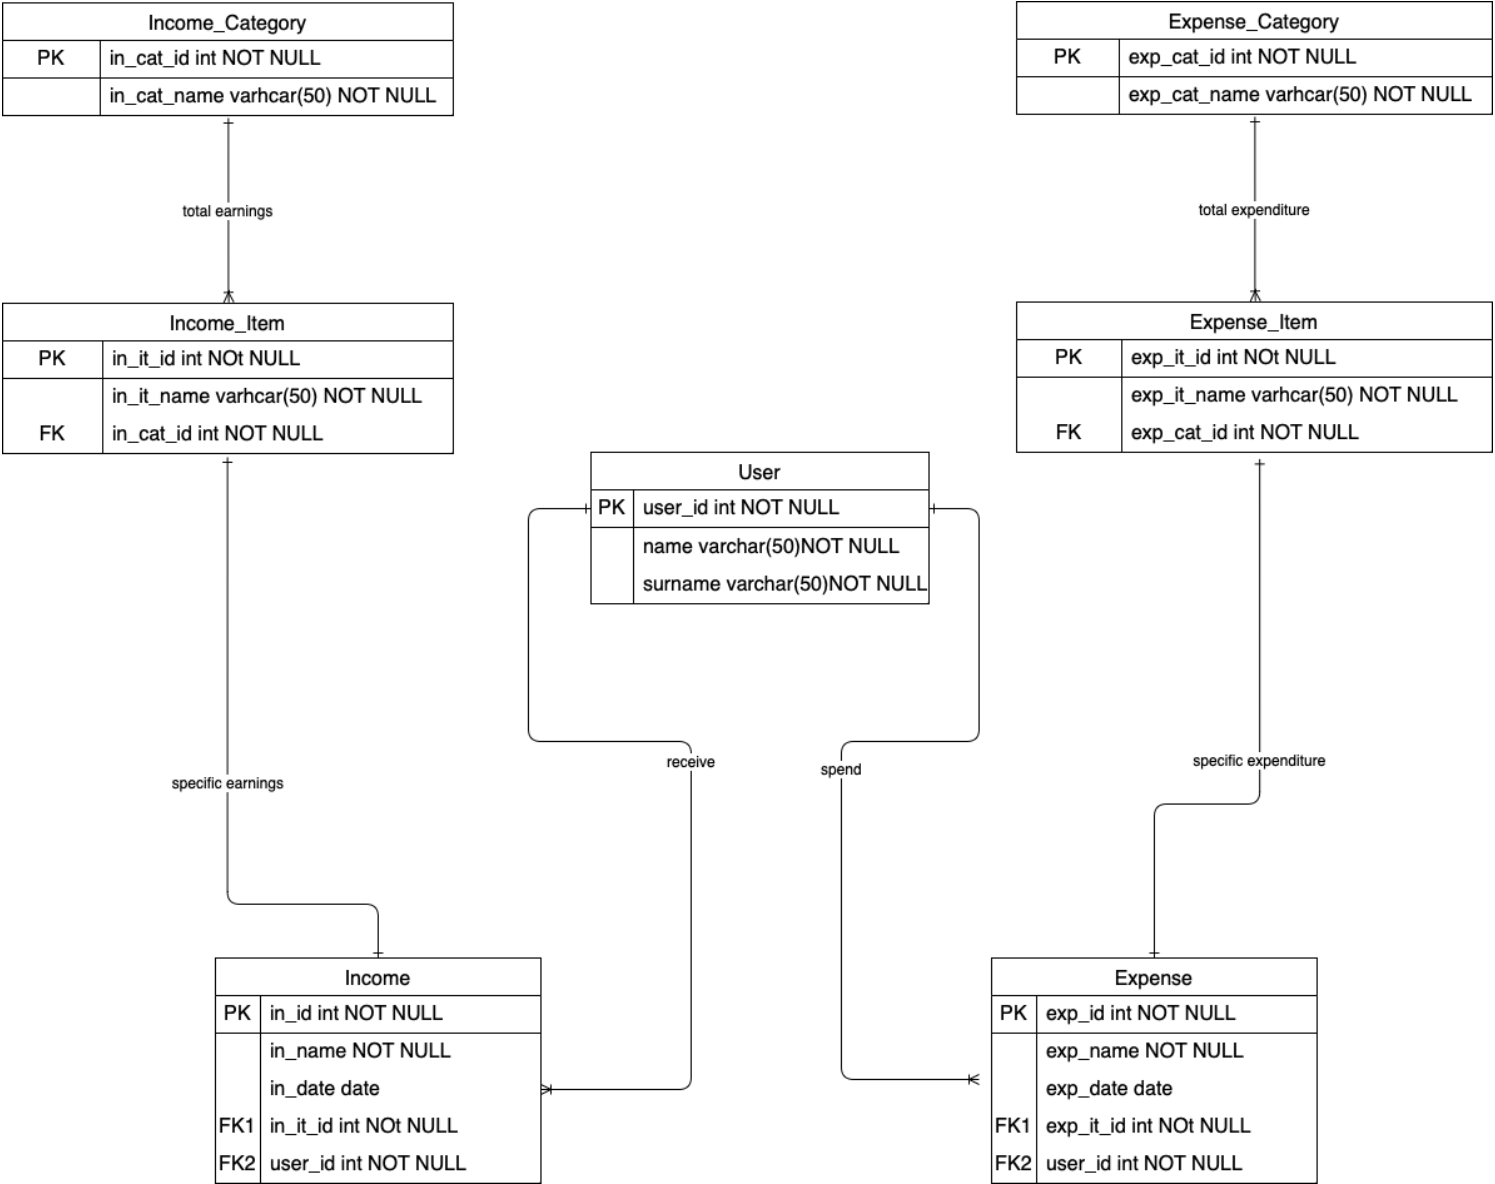 Income_Category
PK in_cat_id int NOT NULL
in_cat_name varhcar(50) NOT NULL
Expense_Category
PK exp_cat_id int NOT NULL
exp_cat_name varhcar(50) NOT NULL
total earnings
total expenditure
Income_Item
PK in_it_id int NOt NULL
in_it_name varhcar(50) NOT NULL
FK in_cat_id int NOT NULL
Expense_Item
PK exp_it_id int NOt NULL
exp_it_name varhcar(50) NOT NULL
FK exp_cat_id int NOT NULL
User
PK user_id int NOT NULL
name varchar(50)NOT NULL
surname varchar(50)NOT NULL
receive
spend
specific earnings
specific expenditure
Income
PK in_id int NOT NULL
in_name NOT NULL
in_date date
FK1 in_it_id int NOt NULL
FK2 user_id int NOT NULL
Expense
PK exp_id int NOT NULL
exp_name NOT NULL
exp_date date
FK1 exp_it_id int NOt NULL
FK2 user_id int NOT NULL